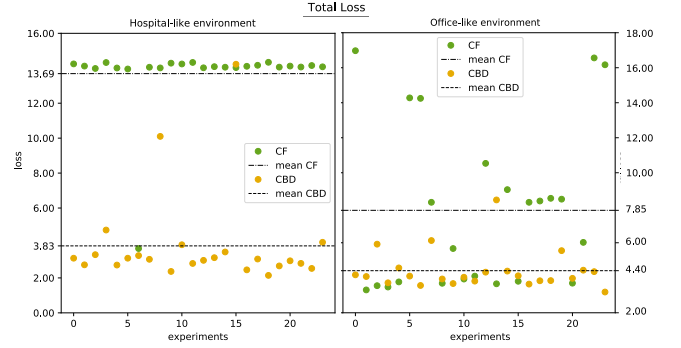 Total Loss
Hospital-like environment
Office-like environment
16.00
13.69
12.00
10.00
8.00
6.00
3.83
2.00
0.00
loss
CF
mean CF
CBD
mean CBD
0
5
10
15
20
experiments
CF
mean CF
CBD
mean CBD
18.00
16.00
14.00
12.00
10.00
7.85
6.00
4.40
2.00
0
5
10
15
20
experiments